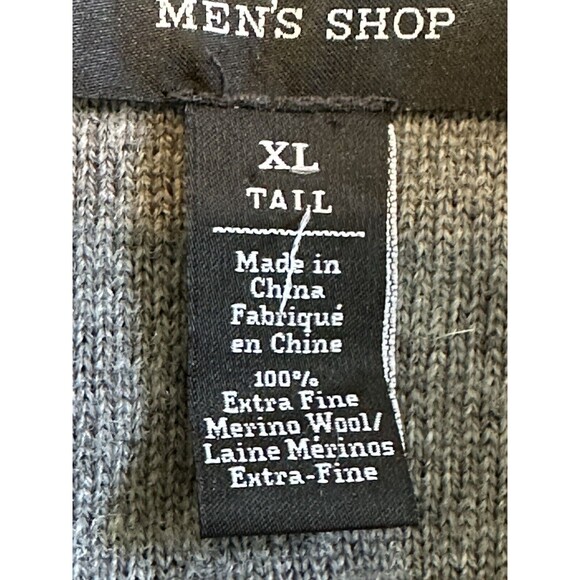 MEN'S SHOP
XL
TALL
Made in
China
Fabriqué
en Chine
100%
Extra Fine
Merino Wool/
Laine Mérinos
Extra-Fine